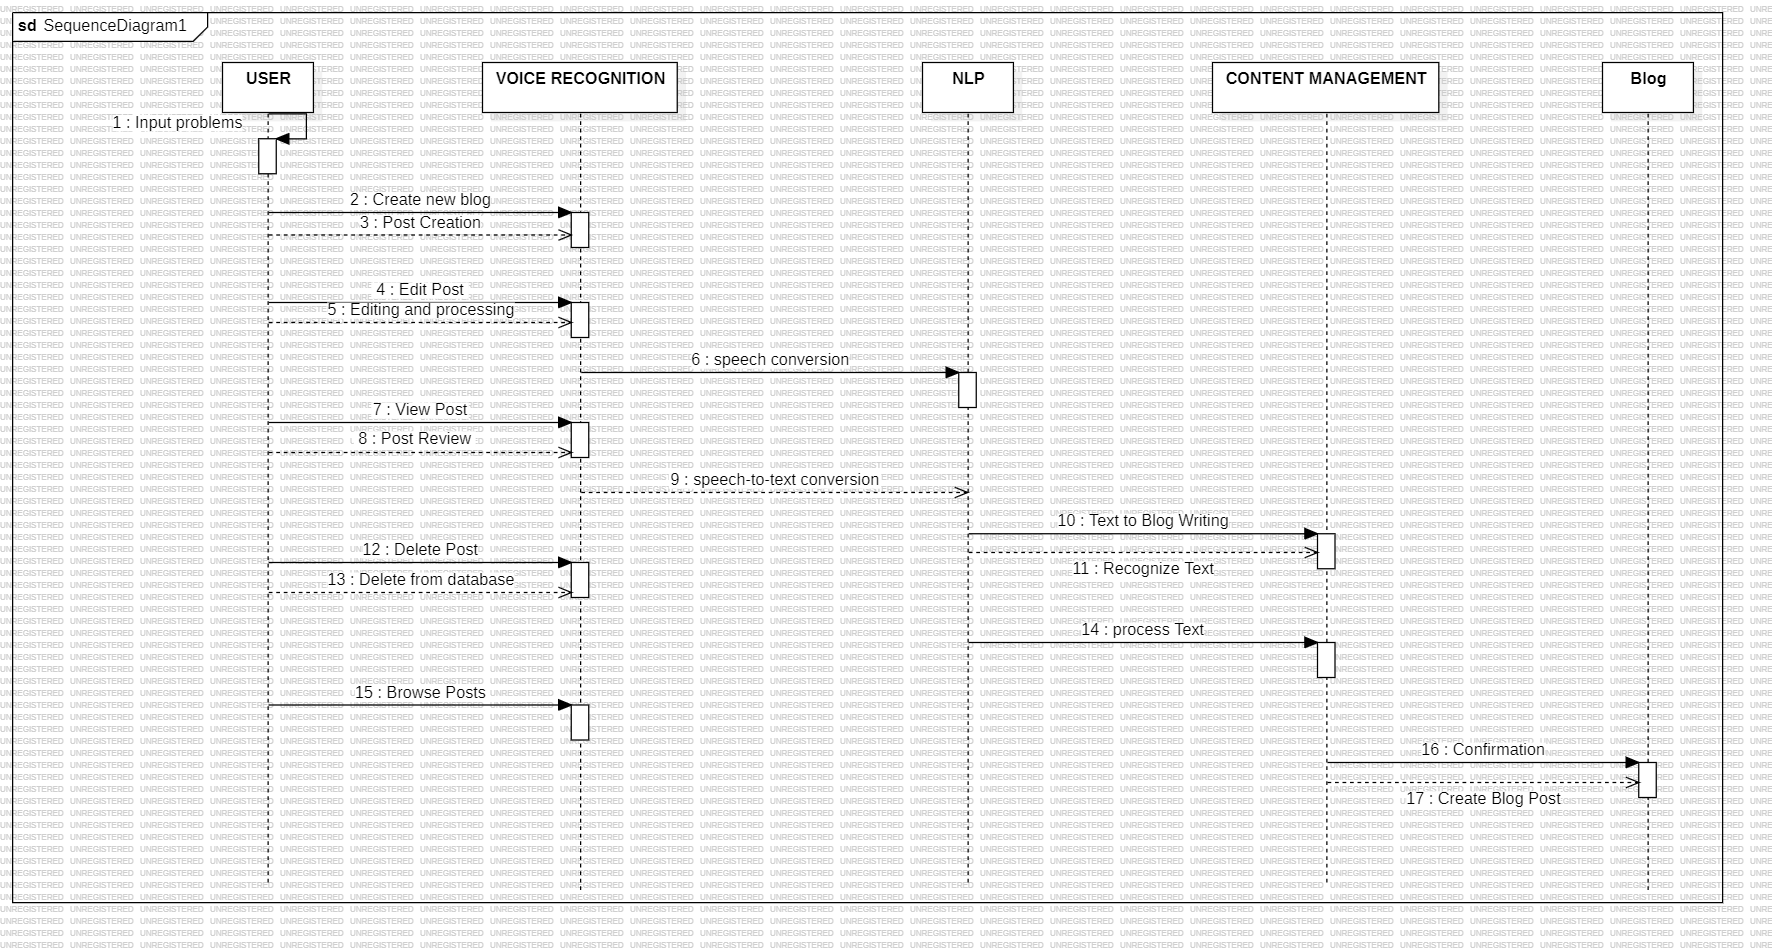 sd SequenceDiagram1
USER
VOICE RECOGNITION
NLP
CONTENT MANAGEMENT
Blog
1 : Input problems
2 : Create new blog
3 : Post Creation
4 : Edit Post
5 : Editing and processing
6 : speech conversion
7 : View Post
8 : Post Review
9 : speech-to-text conversion
10 : Text to Blog Writing
12 : Delete Post
11 : Recognize Text
13 : Delete from database
14 : process Text
15 : Browse Posts
16 : Confirmation
17 : Create Blog Post
UNREGISTERED